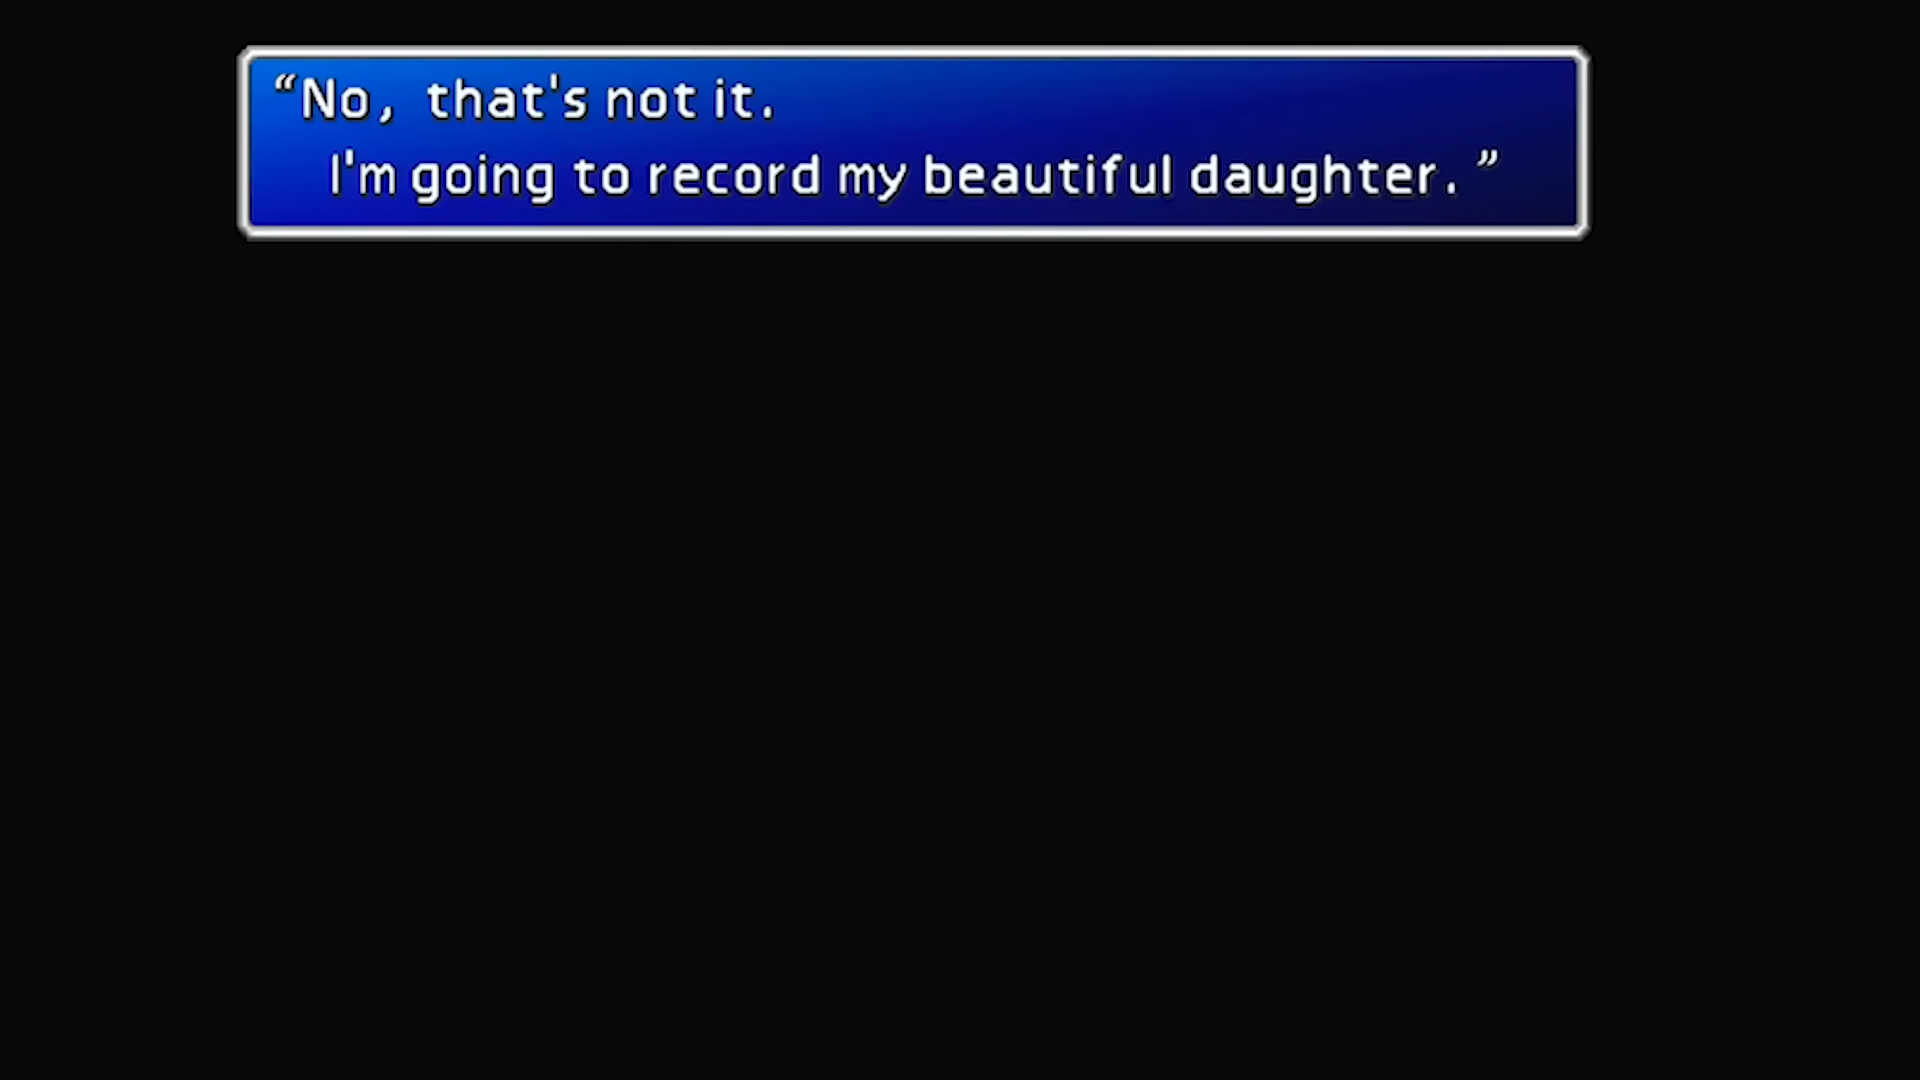 “No, that's not it.
I'm going to record my beautiful daughter.”